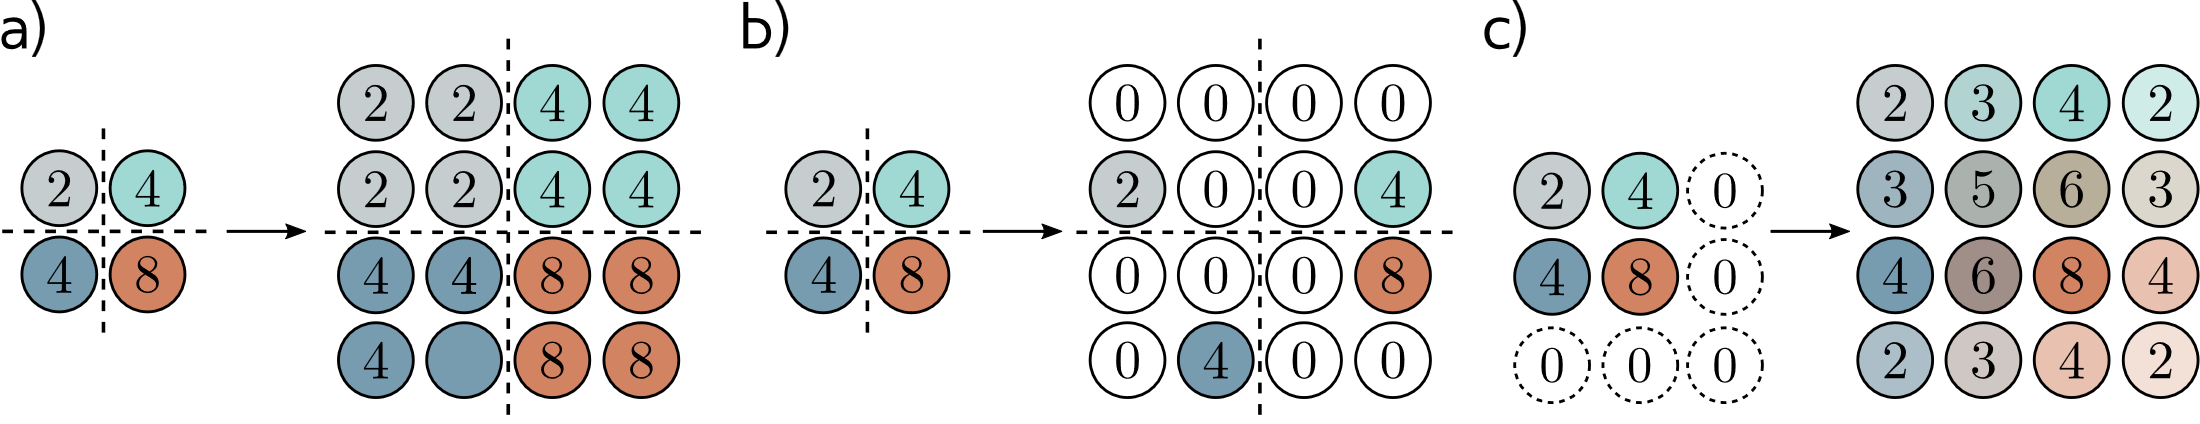 a)
2 2 4 4
2 4 2 2 4 4
4 8 4 4 8 8
4 8 8
b)
0 0 0 0
2 4 2 0 0 4
4 8 0 0 0 8
0 4 0 0
c)
2 3 4 2
2 4 0 3 5 6 3
4 8 0 4 6 8 4
0 0 0 2 3 4 2